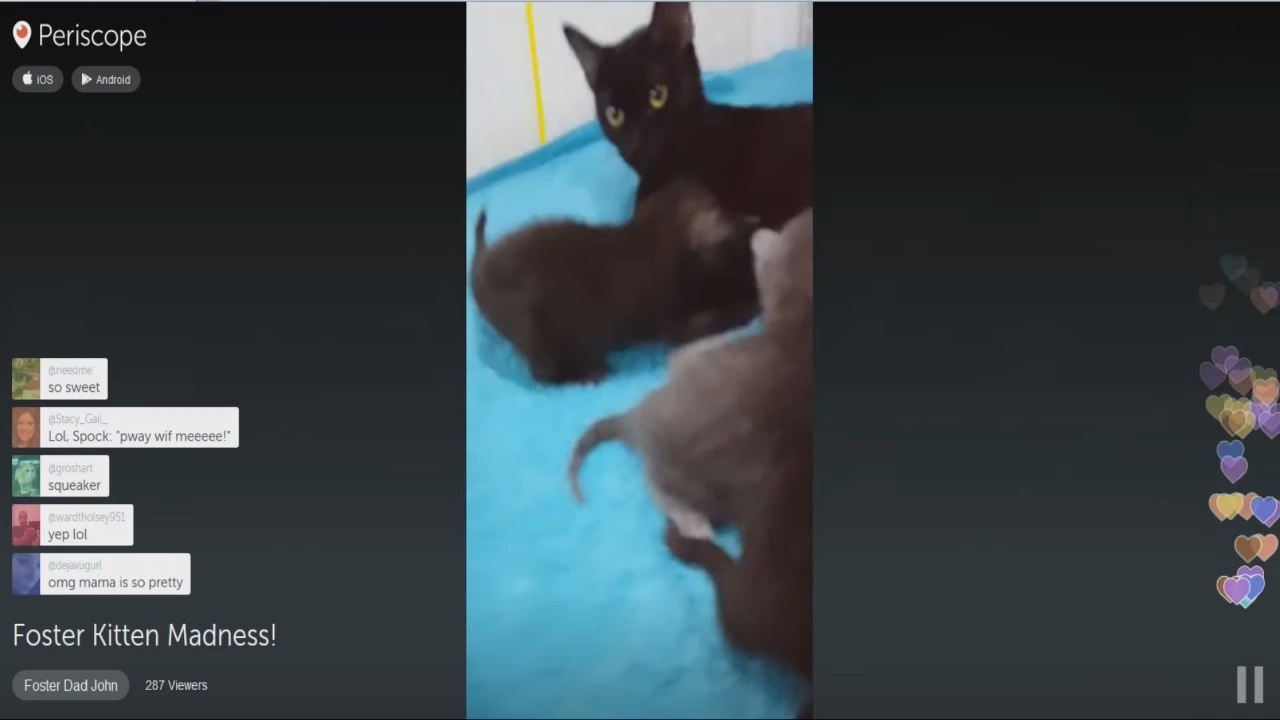 Periscope
iOS
Android
@needme
so sweet
@Stacy_Gail_
Lol, Spock: "pway wif meeeee!"
@groshart
squeaker
@wardtholsey951
yep lol
@dejavugurl
omg mama is so pretty
Foster Kitten Madness!
Foster Dad John
287 Viewers